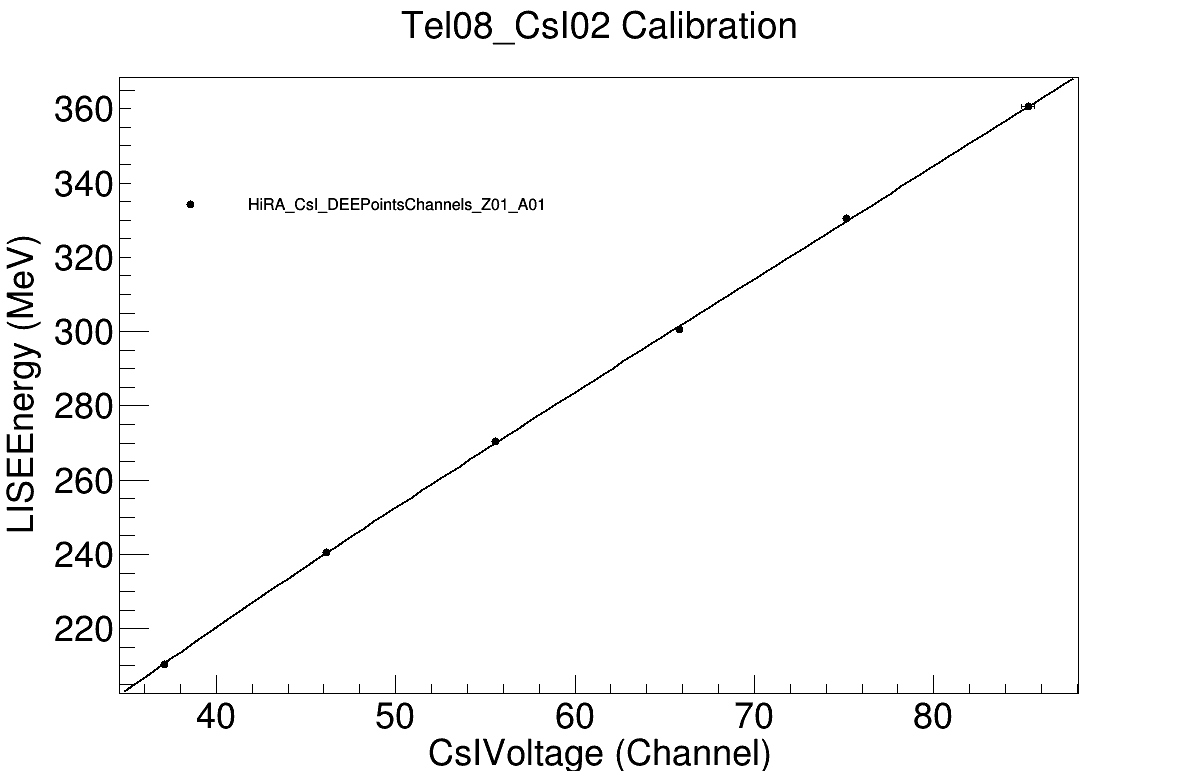 Tel08_CsI02 Calibration
360
340
320
300
280
260
240
220
LISEEnergy (MeV)
HiRA_CsI_DEEPointsChannels_Z01_A01
40 50 60 70 80
CsIVoltage (Channel)